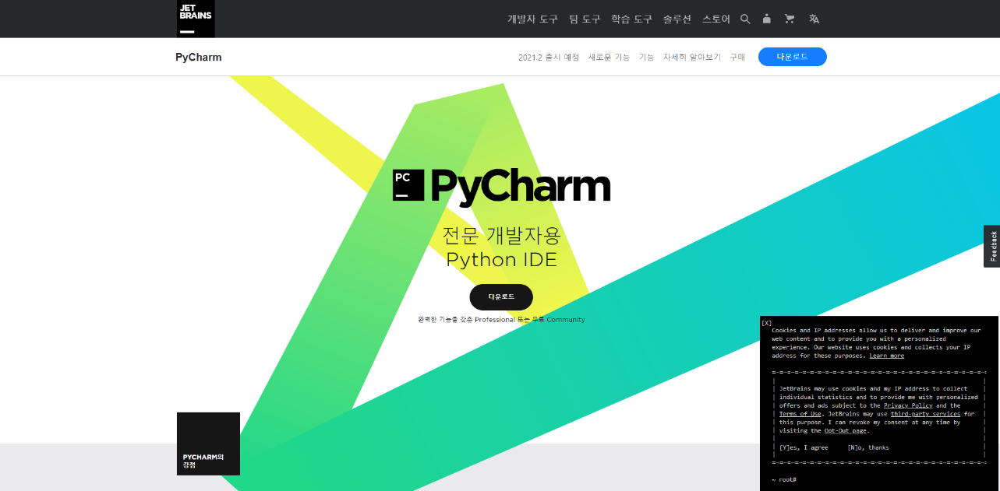 JET
BRAINS
개발자 도구 팀 도구 학습 도구 솔루션 스토어
PyCharm
2021.2 출시 예정 새로운 기능 기능 자세히 알아보기 구매 다운로드
PC
PyCharm
전문 개발자용
Python IDE
다운로드
완벽한 기능을 갖춘 Professional 또는 무료 Community
Feedback
PYCHARM의
강점
[X]
Cookies and IP addresses allow us to deliver and improve our
web content and to provide you with a personalized
experience. Our website uses cookies and collects your IP
address for these purposes. Learn more
JetBrains may use cookies and my IP address to collect
individual statistics and to provide me with personalized
offers and ads subject to the Privacy Policy and the
Terms of Use. JetBrains may use third-party services for
this purpose. I can revoke my consent at any time by
visiting the Opt-Out page.
[Y]es, I agree [N]o, thanks
~ root#